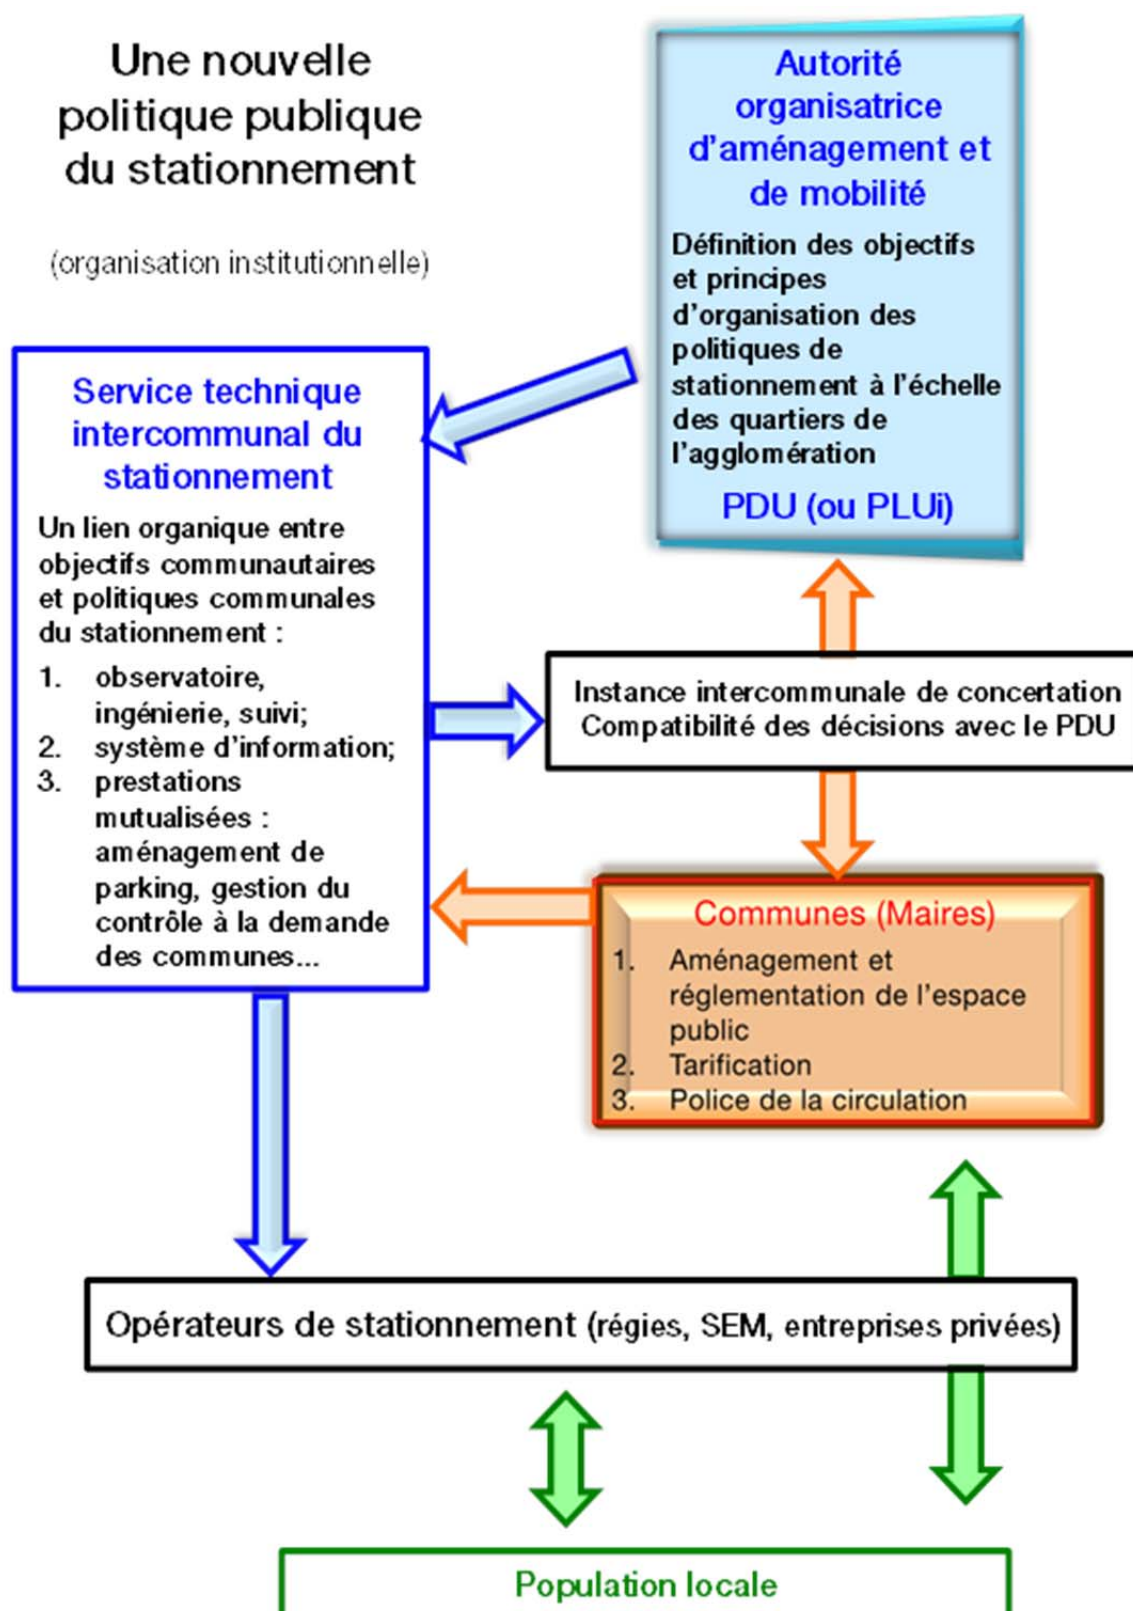 Une nouvelle
politique publique
du stationnement
(organisation institutionnelle)
Autorité
organisatrice
d'aménagement et
de mobilité
Définition des objectifs
et principes
d'organisation des
politiques de
stationnement à l'échelle
des quartiers de
l'agglomération
PDU (ou PLUi)
Service technique
intercommunal du
stationnement
Un lien organique entre
objectifs communautaires
et politiques communales
du stationnement :
1. observatoire,
ingénierie, suivi;
2. système d'information;
3. prestations
mutualisées :
aménagement de
parking, gestion du
contrôle à la demande
des communes...
Instance intercommunale de concertation
Compatibilité des décisions avec le PDU
Communes (Maires)
1. Aménagement et
réglementation de l'espace
public
2. Tarification
3. Police de la circulation
Opérateurs de stationnement (régies, SEM, entreprises privées)
Population locale